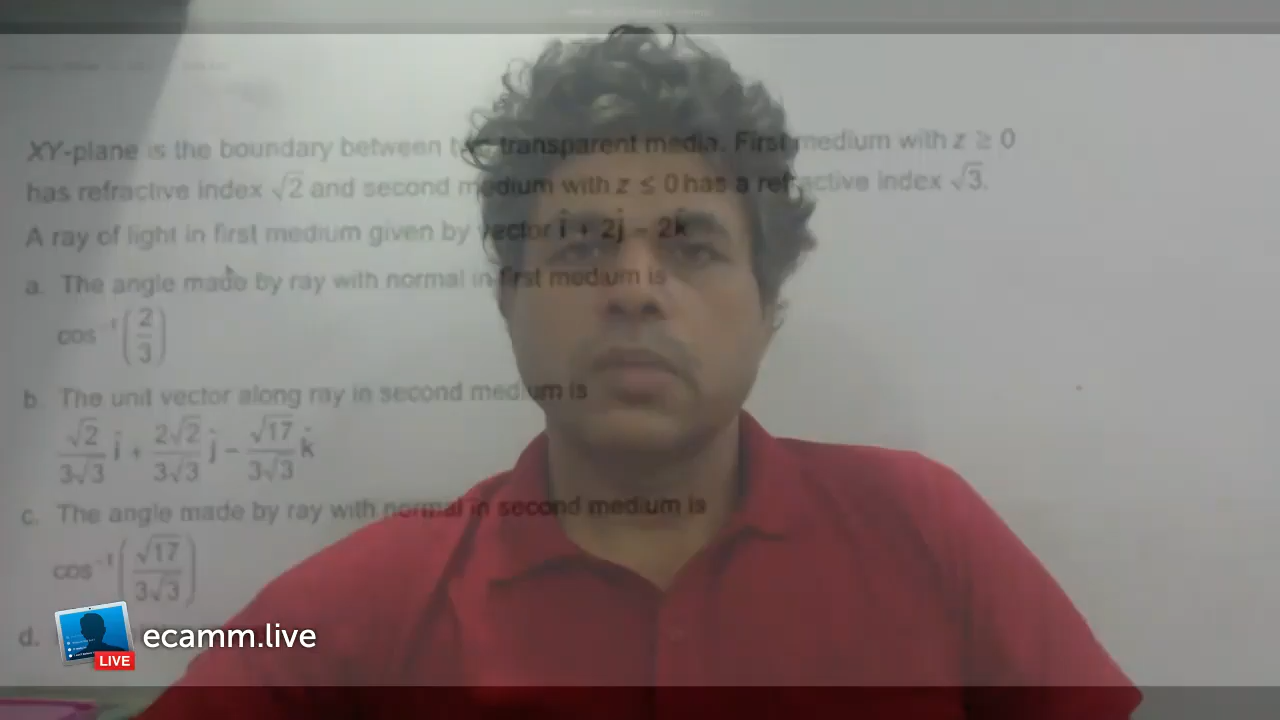 XY-plane is the boundary between two transparent media. First medium with z ≥ 0
has refractive index √2 and second medium with z ≤ 0 has a refractive index √3.
A ray of light in first medium given by vector î + 2ĵ − 2k̂
a. The angle made by ray with normal in first medium is
cos⁻¹(2/3)
b. The unit vector along ray in second medium is
√2/3√3 î + 2√2/3√3 ĵ − √17/3√3 k̂
c. The angle made by ray with normal in second medium is
cos⁻¹(√17/3√3)
d.
ecamm.live
LIVE